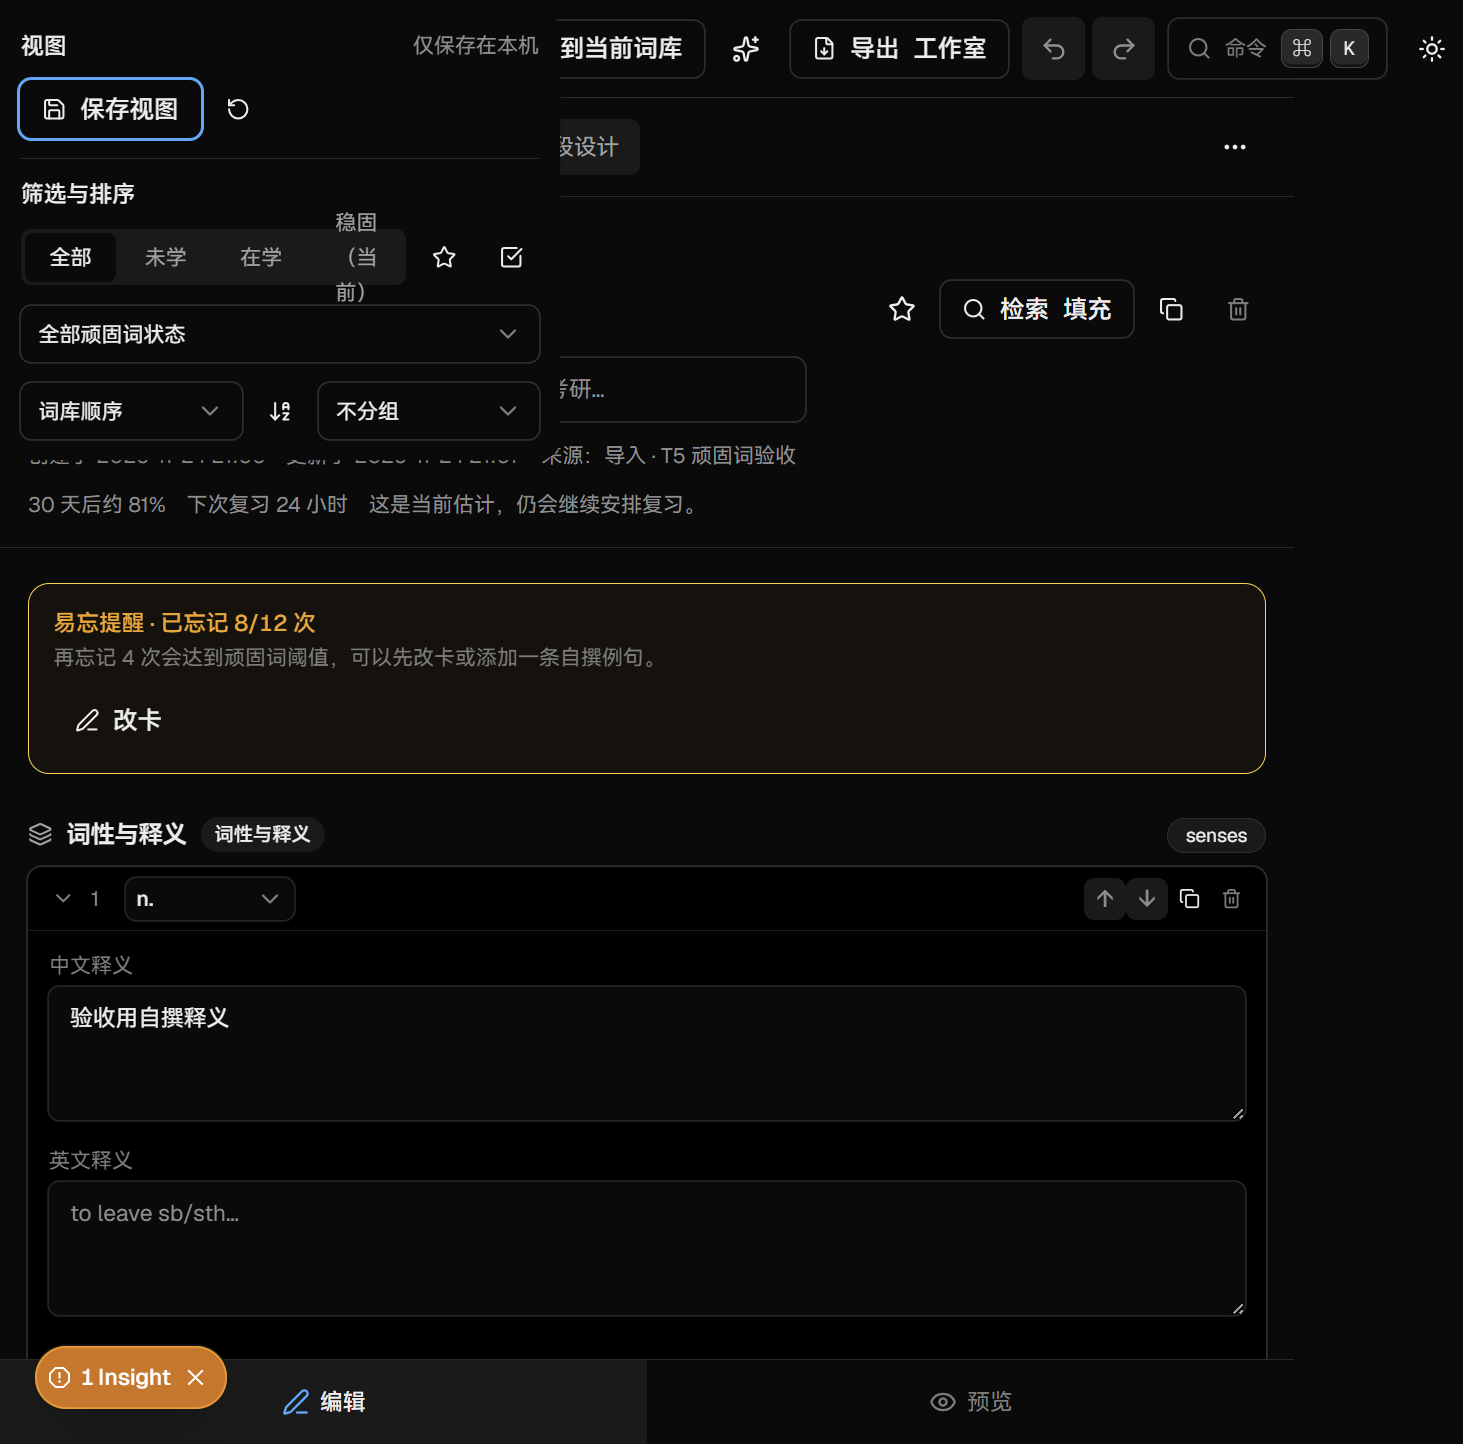 视图
仅保存在本机
到当前词库
导出 工作室
命令 ⌘ K
保存视图
段设计
筛选与排序
全部
未学
在学
稳固
（当
前）
全部顽固词状态
检索 填充
词库顺序
不分组
考研...
来源：导入 · T5 顽固词验收
30 天后约 81% 下次复习 24 小时 这是当前估计，仍会继续安排复习。
易忘提醒 · 已忘记 8/12 次
再忘记 4 次会达到顽固词阈值，可以先改卡或添加一条自撰例句。
改卡
词性与释义
词性与释义
senses
1
n.
中文释义
验收用自撰释义
英文释义
to leave sb/sth...
1 Insight
编辑
预览